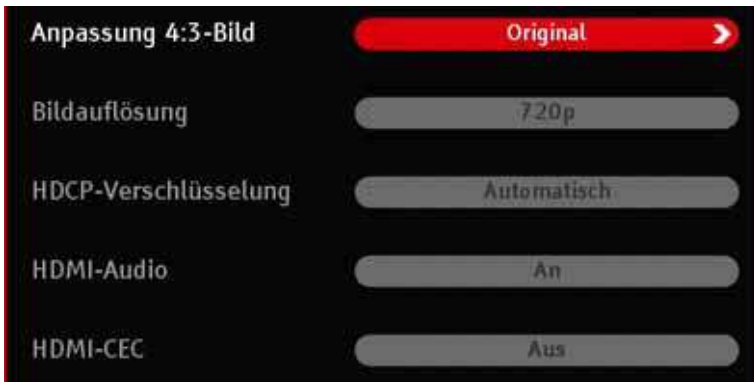 Anpassung 4:3-Bild Original
Bildauflösung 720p
HDCP-Verschlüsselung Automatisch
HDMI-Audio An
HDMI-CEC Aus